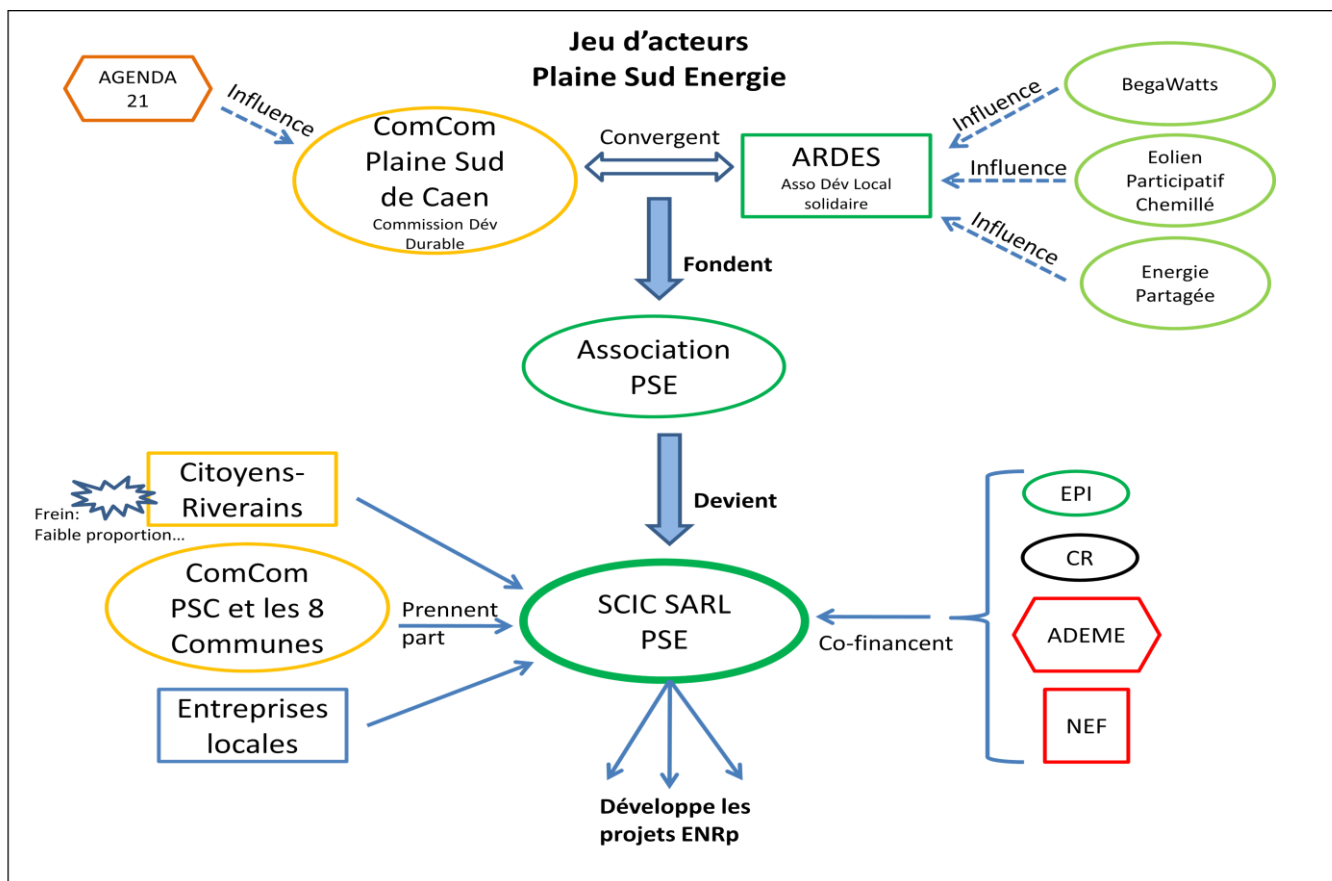 Jeu d’acteurs
Plaine Sud Energie
AGENDA
21
Influence
ComCom
Plaine Sud
de Caen
Commission Dév
Durable
Convergent
ARDES
Asso Dév Local
solidaire
Influence
BegaWatts
Influence
Eolien
Participatif
Chemillé
Influence
Energie
Partagée
Fondent
Association
PSE
Devient
Citoyens-
Riverains
Frein:
Faible proportion…
ComCom
PSC et les 8
Communes
Prennent
part
Entreprises
locales
SCIC SARL
PSE
Co-financent
EPI
CR
ADEME
NEF
Développe les
projets ENRp